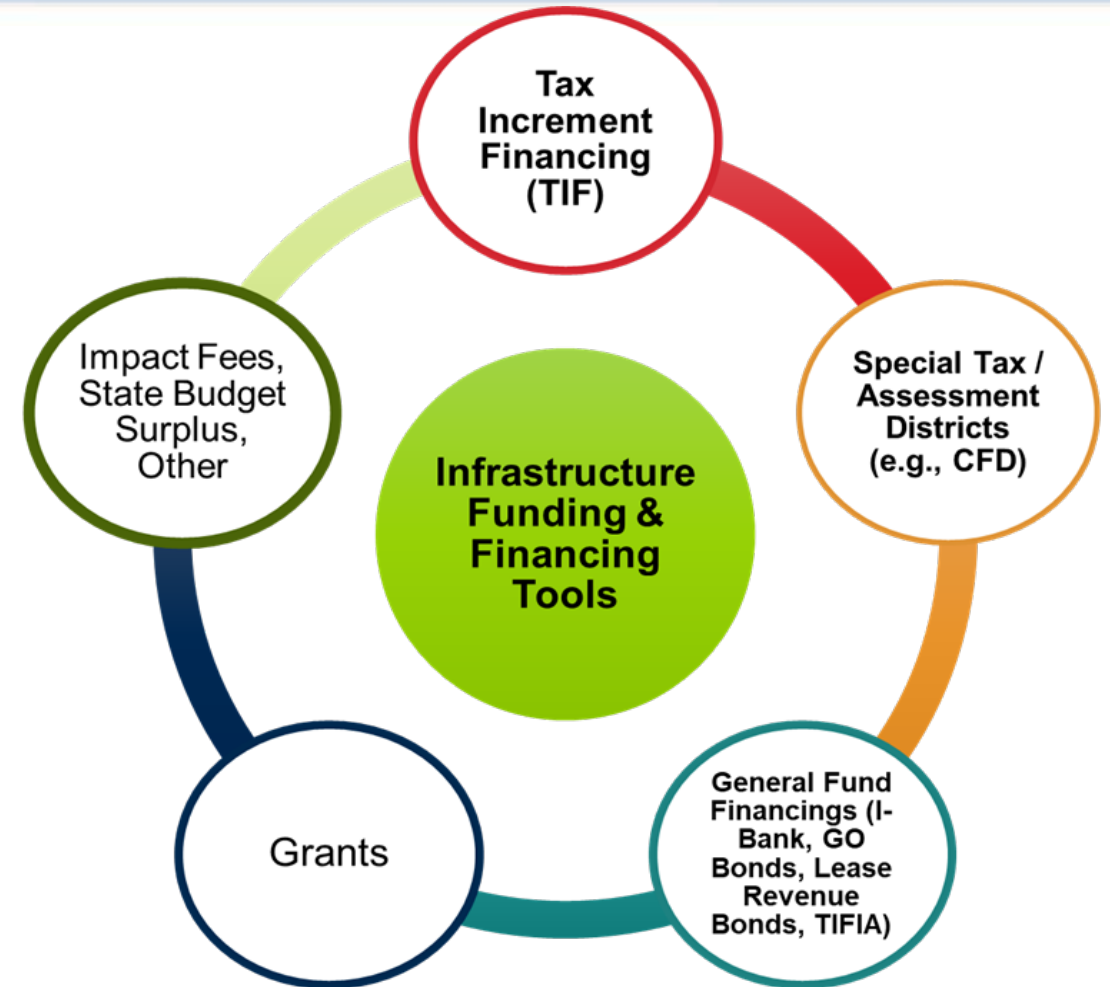 Tax
Increment
Financing
(TIF)
Special Tax /
Assessment
Districts
(e.g., CFD)
General Fund
Financings (I-
Bank, GO
Bonds, Lease
Revenue
Bonds, TIFIA)
Grants
Impact Fees,
State Budget
Surplus,
Other
Infrastructure
Funding &
Financing
Tools